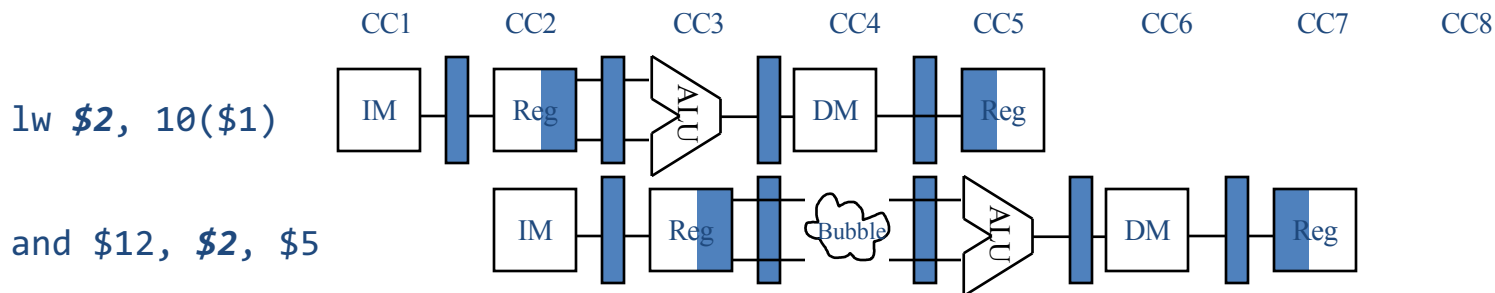 CC1 CC2 CC3 CC4 CC5 CC6 CC7 CC8
lw $2, 10($1) IM Reg ALU DM Reg
and $12, $2, $5 IM Reg Bubble ALU DM Reg